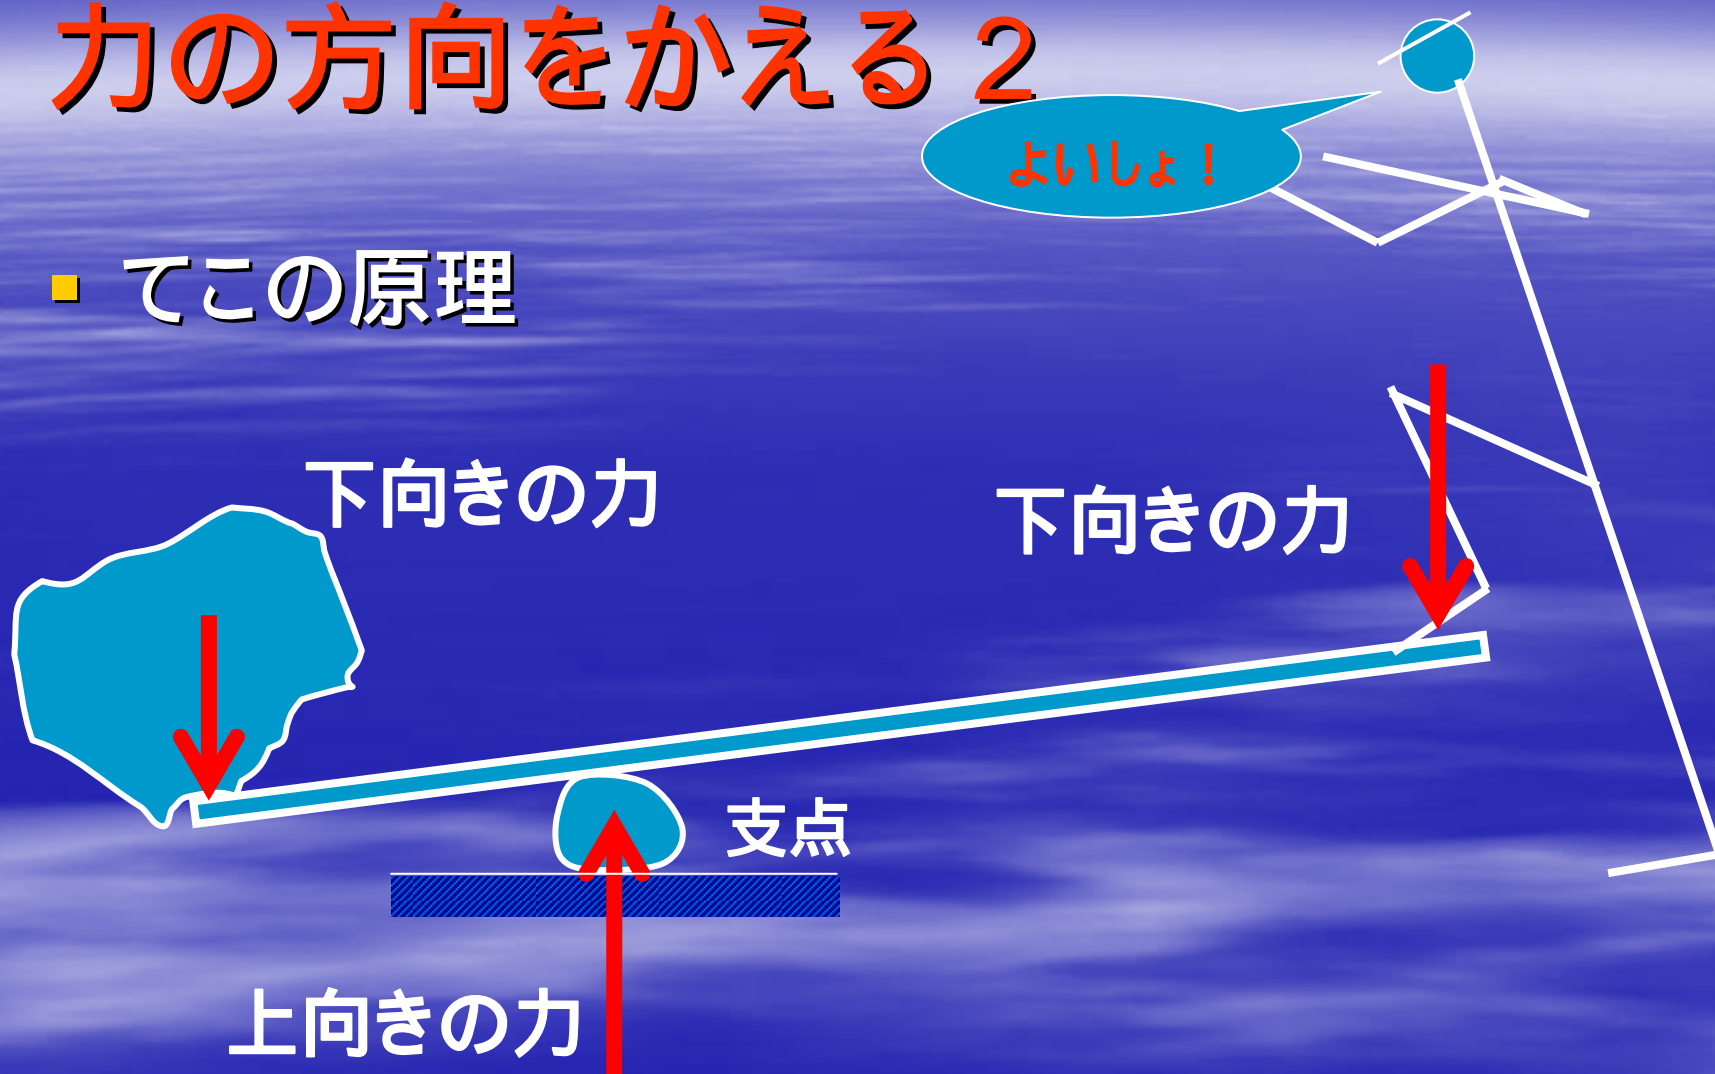 力の方向をかえる２
よいしょ！
てこの原理
下向きの力
下向きの力
支点
上向きの力